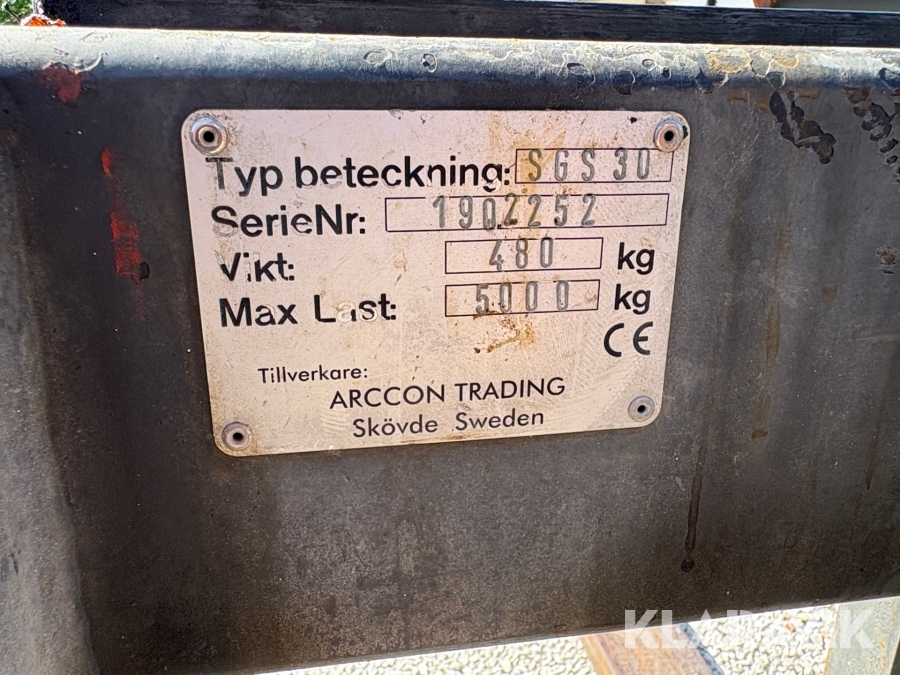 Typ beteckning: SGS 30
SerieNr: 1902252
Vikt: 480 kg
Max Last: 5000 kg
CE
Tillverkare:
ARCCON TRADING
Skövde Sweden
KLARAVIK